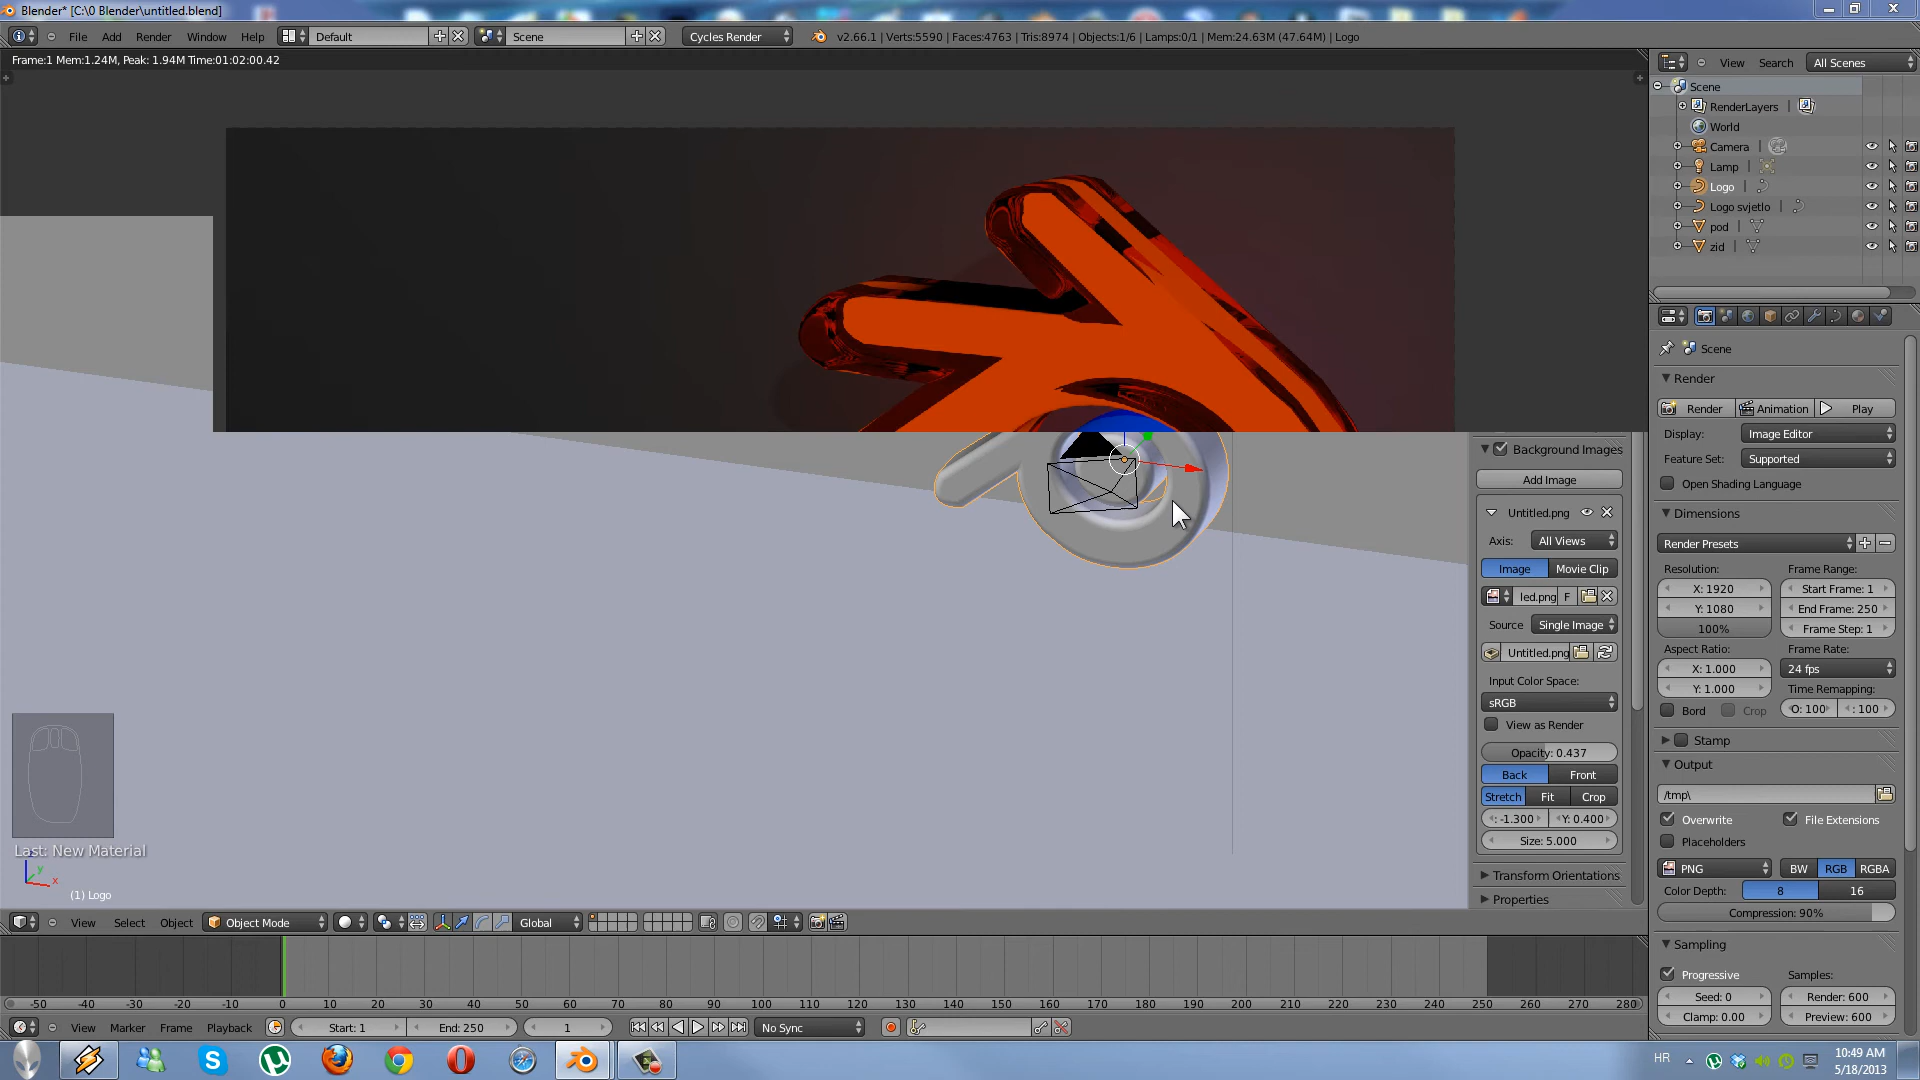 Blender* [C:\0 Blender\untitled.blend]
File Add Render Window Help Default Scene Cycles Render v2.66.1 | Verts:5590 | Faces:4763 | Tris:8974 | Objects:1/6 | Lamps:0/1 | Mem:24.63M (47.64M) | Logo
Frame:1 Mem:1.24M, Peak: 1.94M Time:01:02:00.42
View Search All Scenes
Scene
RenderLayers |
World
Camera |
Lamp |
Logo |
Logo svjetlo |
pod |
zid |
Scene
Render
Render Animation Play
Display: Image Editor
Feature Set: Supported
Open Shading Language
Dimensions
Render Presets
Resolution: Frame Range:
X: 1920 Start Frame: 1
Y: 1080 End Frame: 250
100% Frame Step: 1
Aspect Ratio: Frame Rate:
X: 1.000 24 fps
Y: 1.000 Time Remapping:
Bord Crop O: 100 : 100
Stamp
Output
/tmp\
Overwrite File Extensions
Placeholders
PNG BW RGB RGBA
Color Depth: 8 16
Compression: 90%
Sampling
Progressive Samples:
Seed: 0 Render: 600
Clamp: 0.00 Preview: 600
Background Images
Add Image
Untitled.png
Axis: All Views
Image Movie Clip
led.png F
Source Single Image
Untitled.png
Input Color Space:
sRGB
View as Render
Opacity: 0.437
Back Front
Stretch Fit Crop
: -1.300 Y: 0.400
Size: 5.000
Transform Orientations
Properties
Last: New Material
z y x
(1) Logo
View Select Object Object Mode Global
-50 -40 -30 -20 -10 0 10 20 30 40 50 60 70 80 90 100 110 120 130 140 150 160 170 180 190 200 210 220 230 240 250 260 270 280
View Marker Frame Playback Start: 1 End: 250 1 No Sync
HR 10:49 AM
5/18/2013